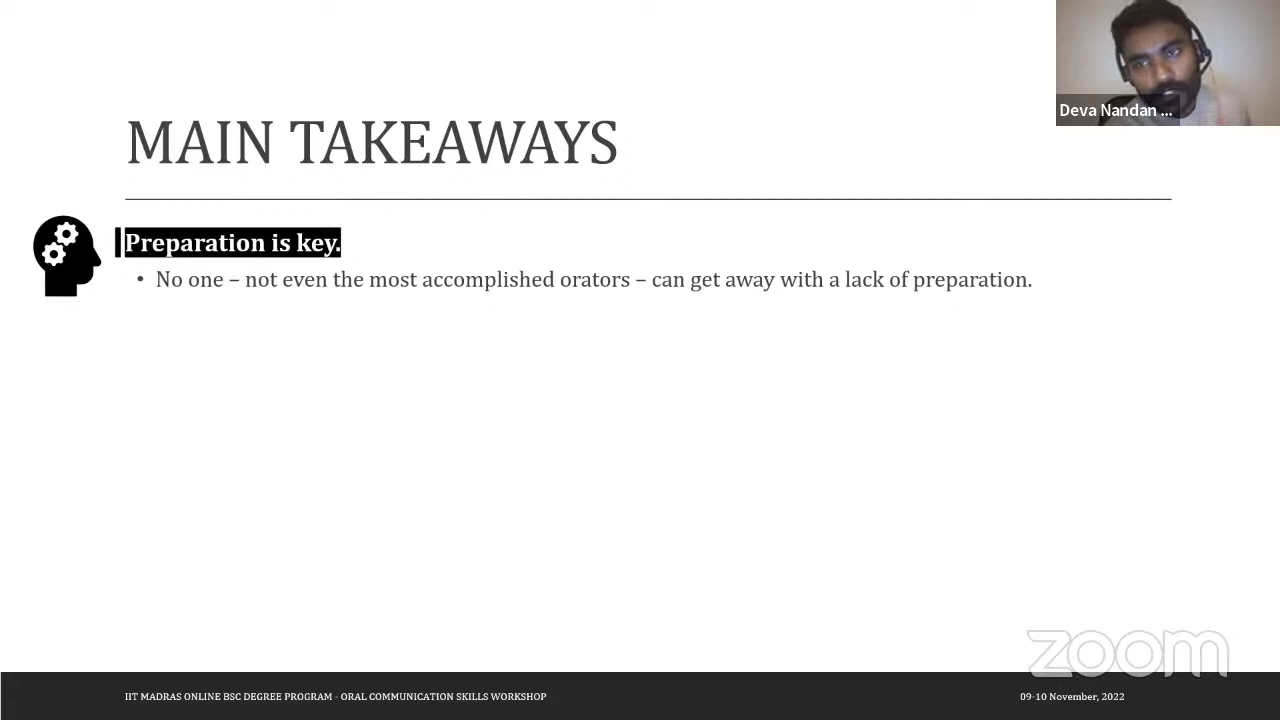 Deva Nandan ...
MAIN TAKEAWAYS
Preparation is key.
• No one – not even the most accomplished orators – can get away with a lack of preparation.
zoom
IIT MADRAS ONLINE BSC DEGREE PROGRAM - ORAL COMMUNICATION SKILLS WORKSHOP
09-10 November, 2022